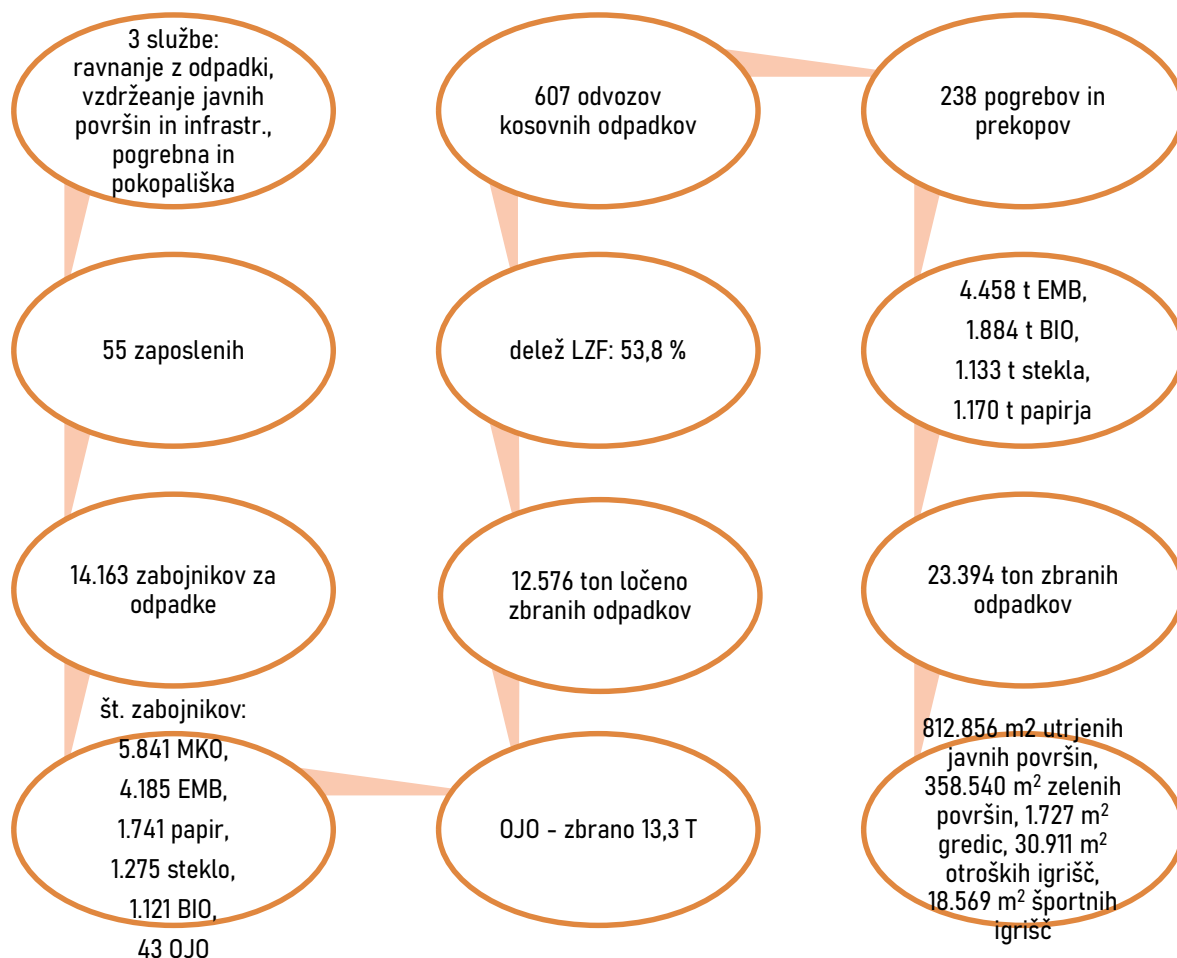 3 službe:
ravnanje z odpadki,
vzdržeanje javnih
površin in infrastr.,
pogrebna in
pokopališka
55 zaposlenih
14.163 zabojnikov za
odpadke
št. zabojnikov:
5.841 MKO,
4.185 EMB,
1.741 papir,
1.275 steklo,
1.121 BIO,
43 OJO
OJO - zbrano 13,3 T
12.576 ton ločeno
zbranih odpadkov
delež LZF: 53,8 %
607 odvozov
kosovnih odpadkov
238 pogrebov in
prekopov
4.458 t EMB,
1.884 t BIO,
1.133 t stekla,
1.170 t papirja
23.394 ton zbranih
odpadkov
812.856 m2 utrjenih
javnih površin,
358.540 m² zelenih
površin, 1.727 m²
gredic, 30.911 m²
otroških igrišč,
18.569 m² športnih
igrišč